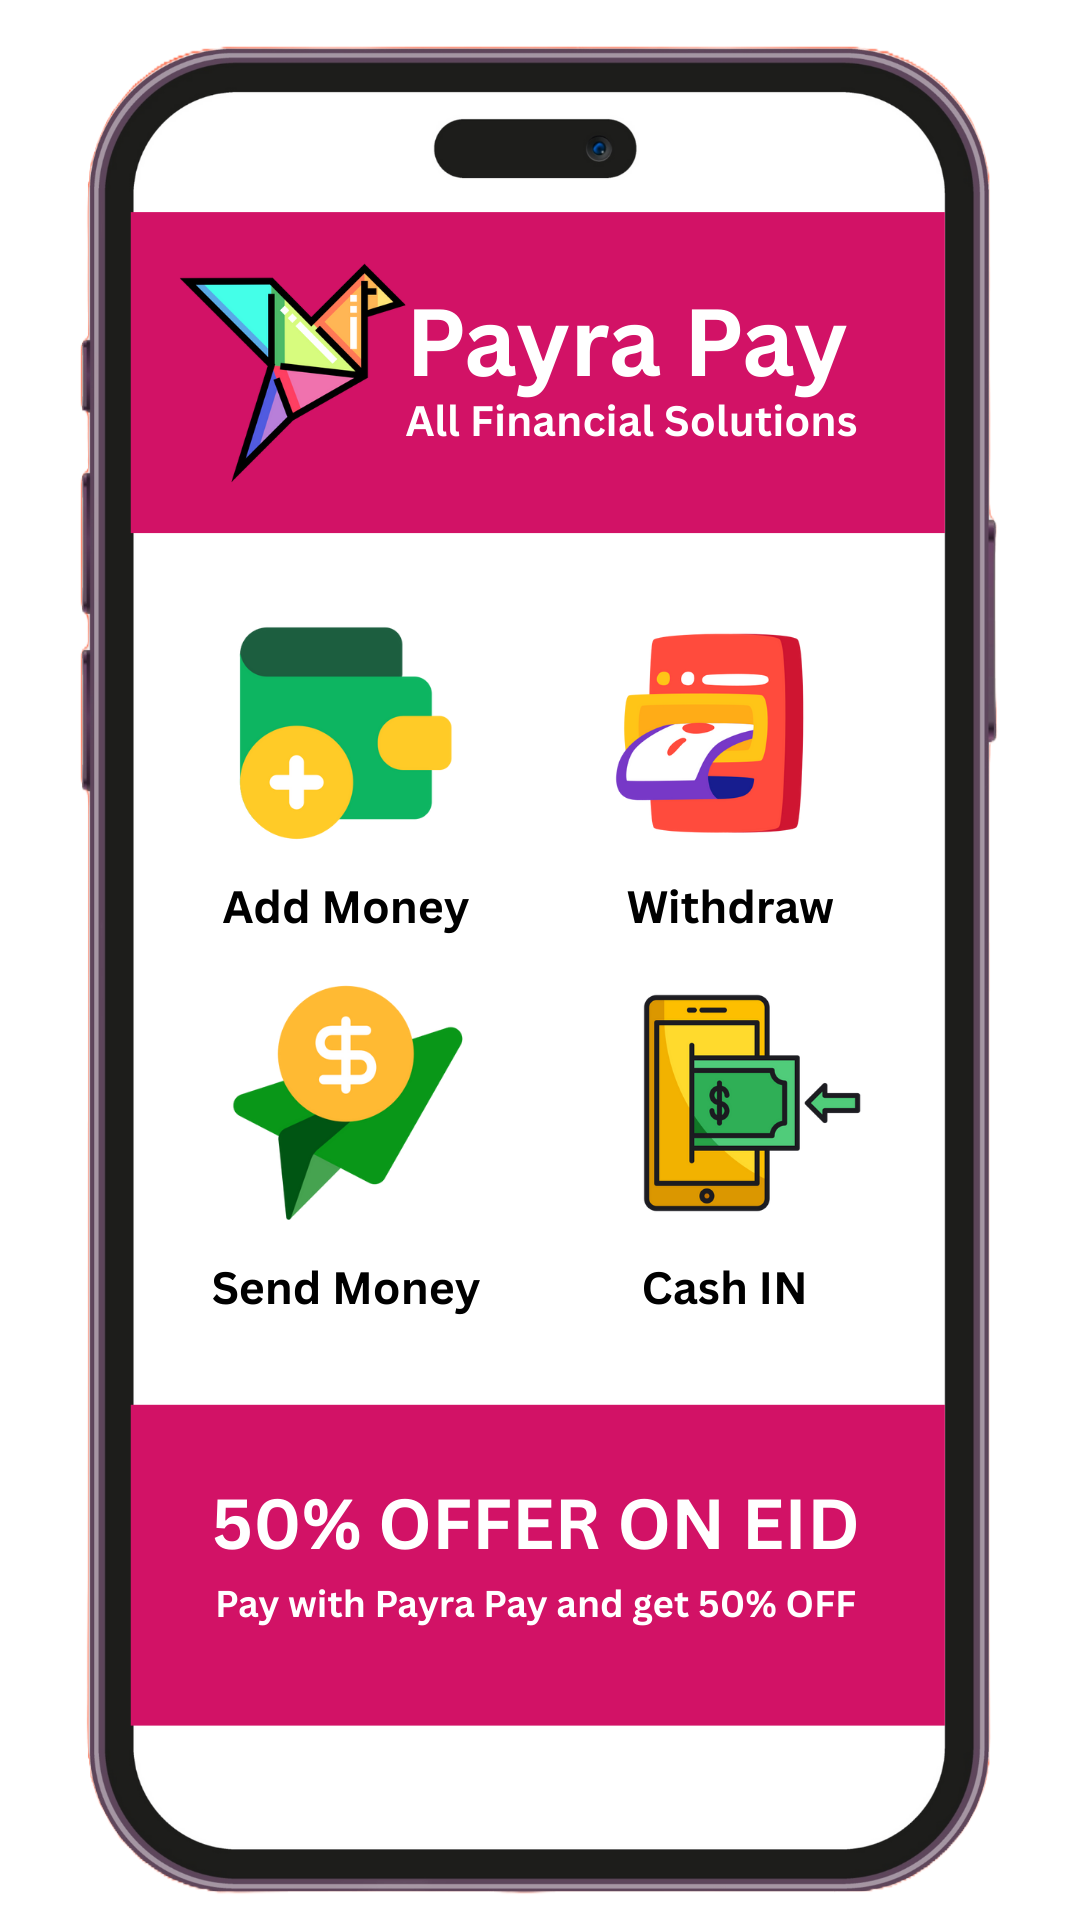 Payra Pay
All Financial Solutions
Add Money
Withdraw
Send Money
Cash IN
50% OFFER ON EID
Pay with Payra Pay and get 50% OFF